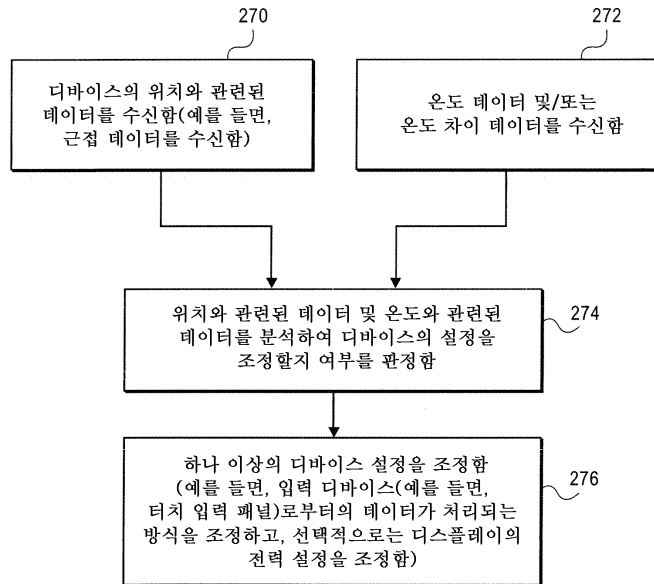 270
디바이스의 위치와 관련된
데이터를 수신함(예를 들면,
근접 데이터를 수신함)
272
온도 데이터 및/또는
온도 차이 데이터를 수신함
위치와 관련된 데이터 및 온도와 관련된
데이터를 분석하여 디바이스의 설정을
조정할지 여부를 판정함
274
하나 이상의 디바이스 설정을 조정함
(예를 들면, 입력 디바이스(예를 들면,
터치 입력 패널)로부터의 데이터가 처리되는
방식을 조정하고, 선택적으로는 디스플레이의
전력 설정을 조정함)
276